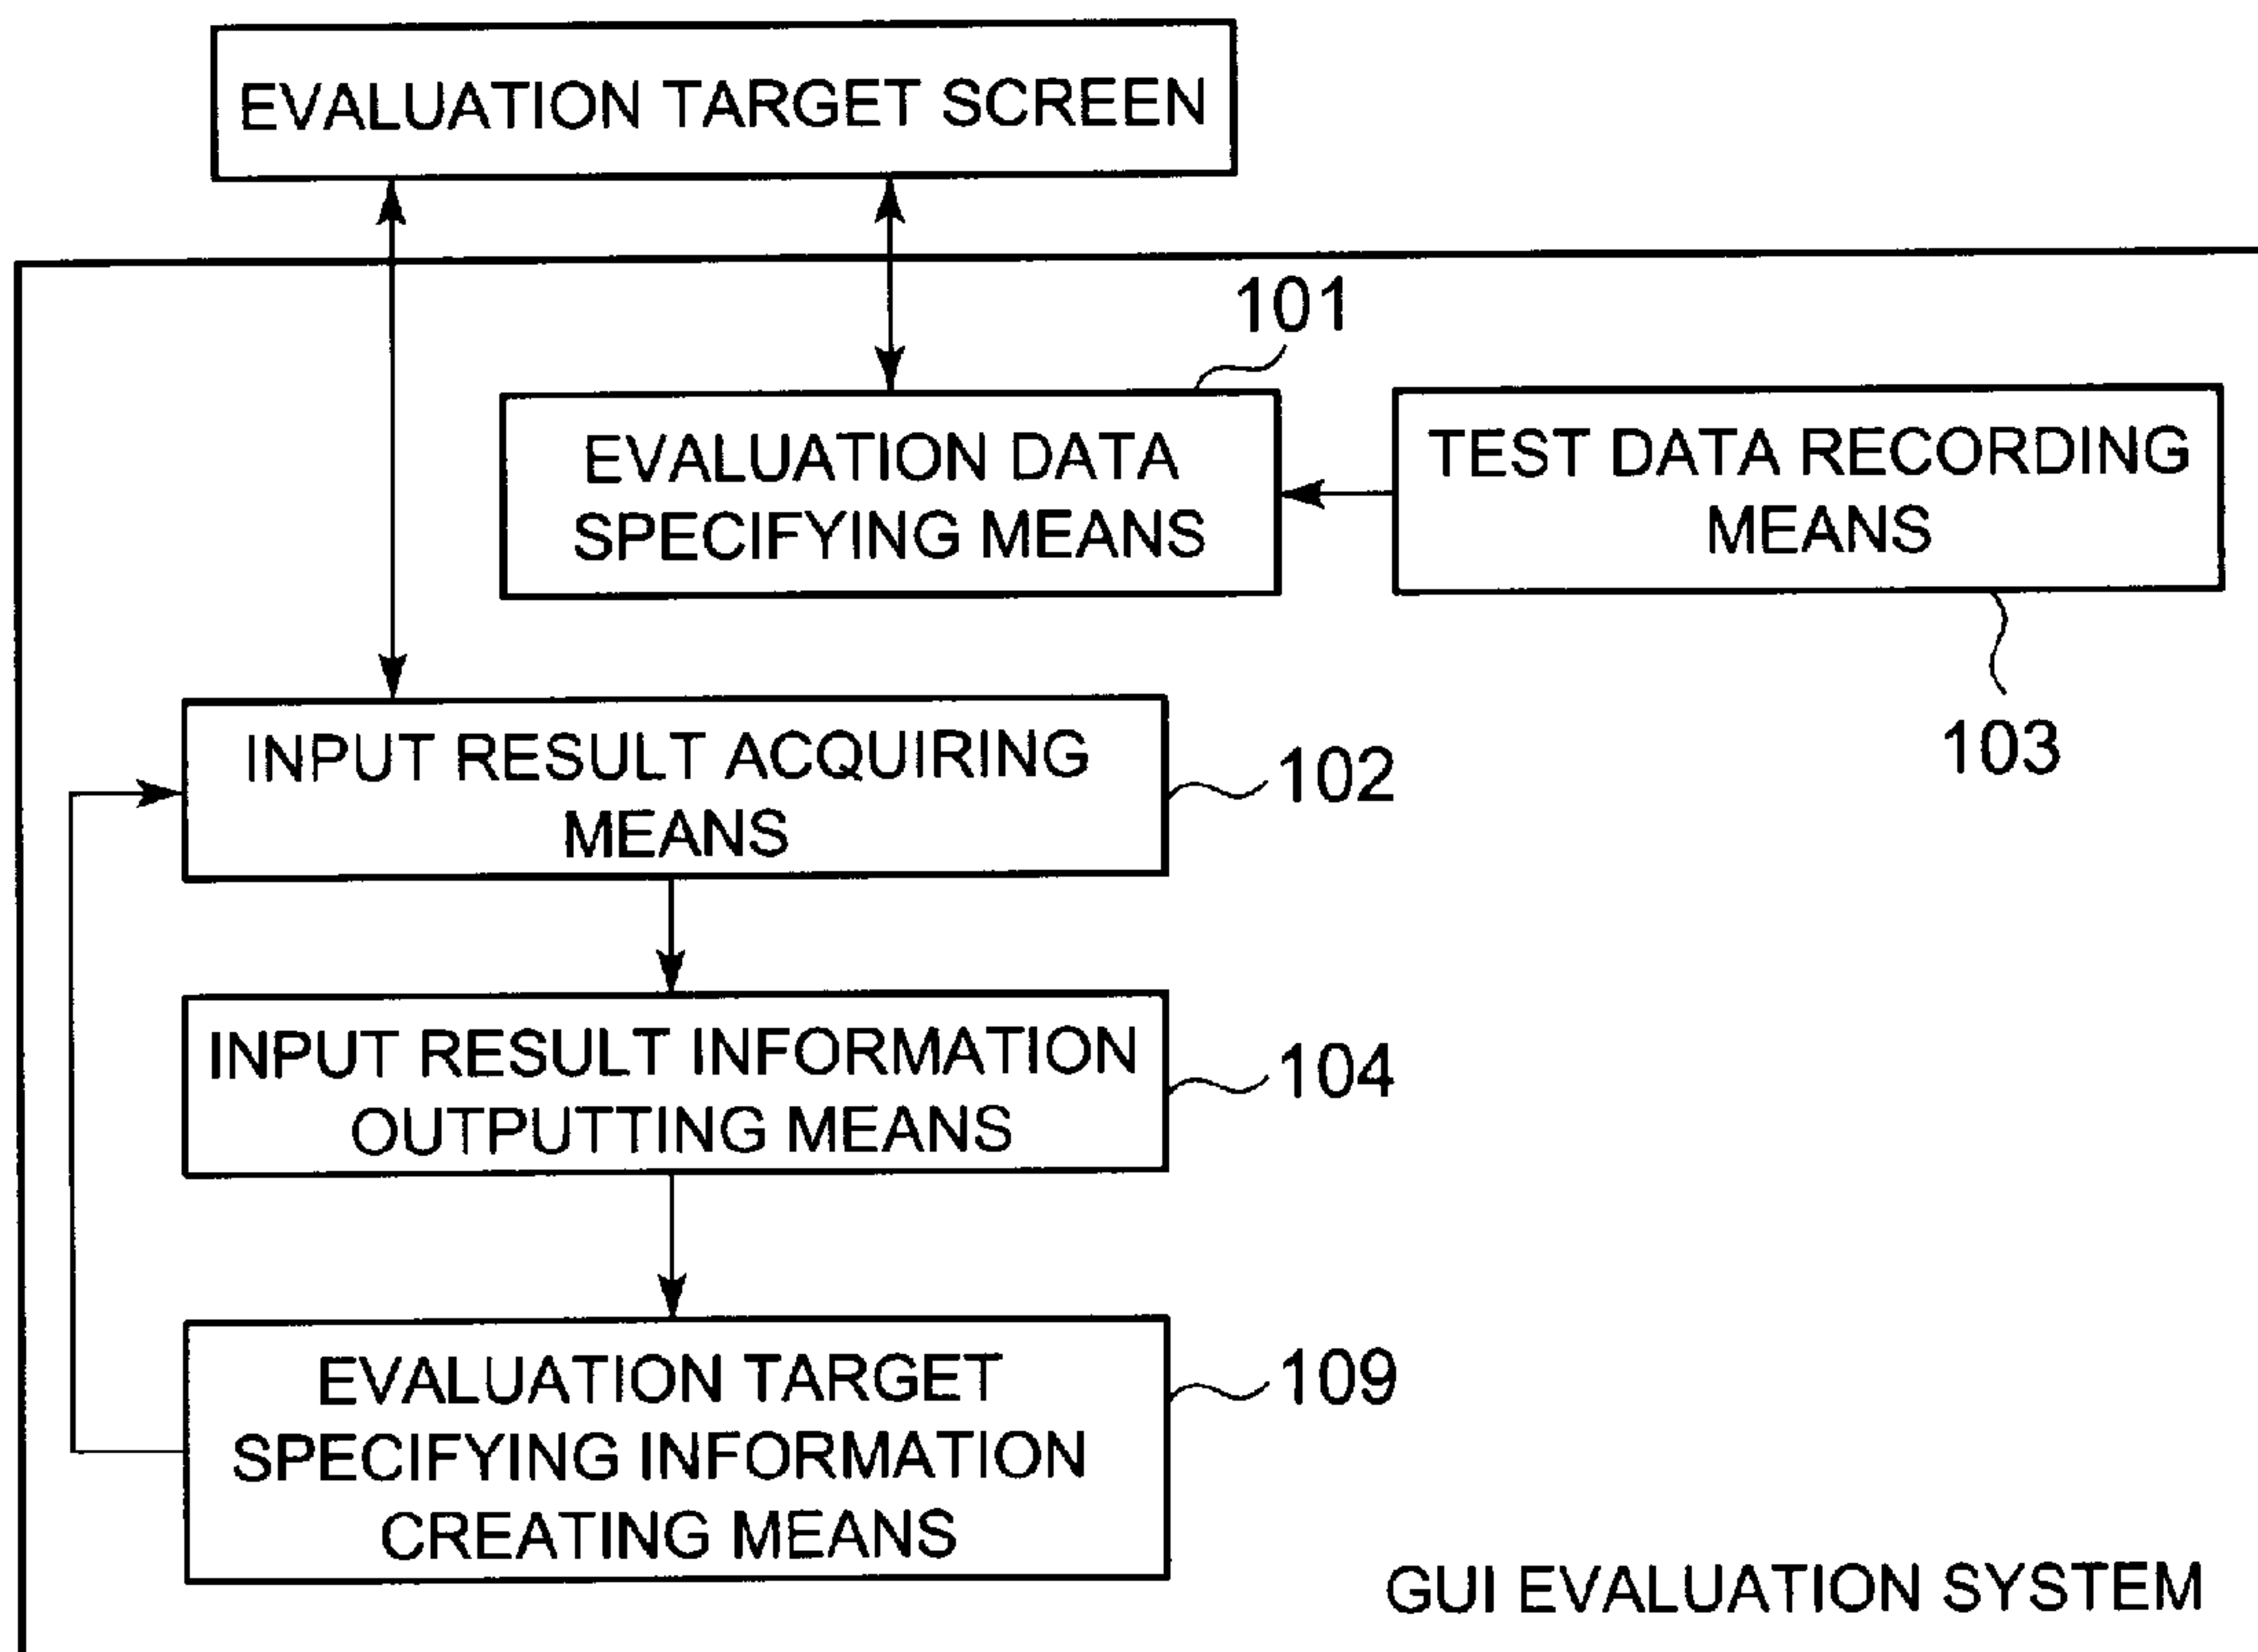 EVALUATION TARGET SCREEN
101
EVALUATION DATA
SPECIFYING MEANS
TEST DATA RECORDING
MEANS
103
INPUT RESULT ACQUIRING
MEANS
102
INPUT RESULT INFORMATION
OUTPUTTING MEANS
104
EVALUATION TARGET
SPECIFYING INFORMATION
CREATING MEANS
109
GUI EVALUATION SYSTEM